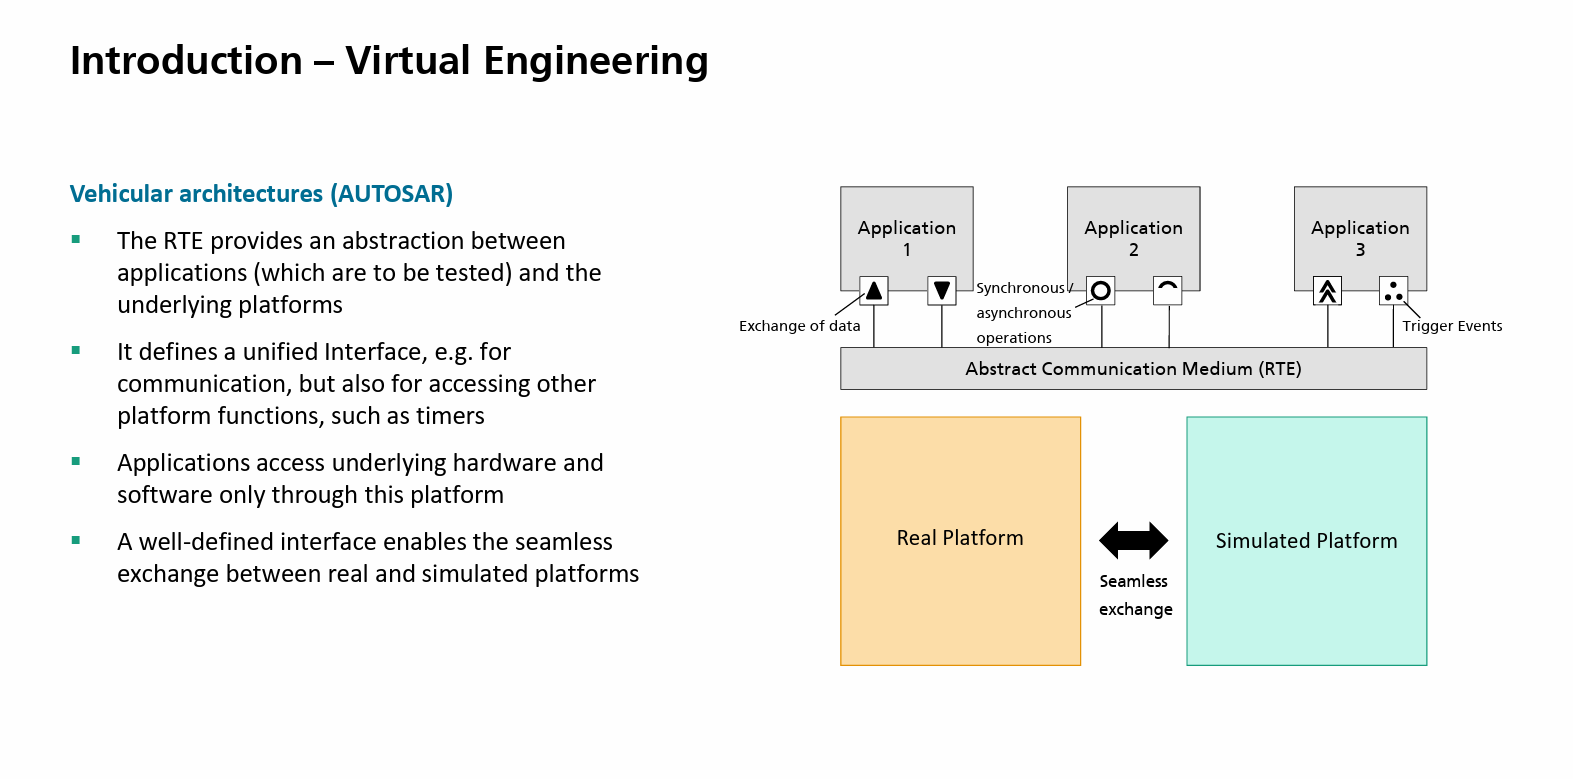 Introduction – Virtual Engineering
Vehicular architectures (AUTOSAR)
The RTE provides an abstraction between
applications (which are to be tested) and the
underlying platforms
It defines a unified Interface, e.g. for
communication, but also for accessing other
platform functions, such as timers
Applications access underlying hardware and
software only through this platform
A well-defined interface enables the seamless
exchange between real and simulated platforms
Application
1
Application
2
Application
3
Exchange of data
Synchronous /
asynchronous
operations
Trigger Events
Abstract Communication Medium (RTE)
Real Platform
Seamless
exchange
Simulated Platform